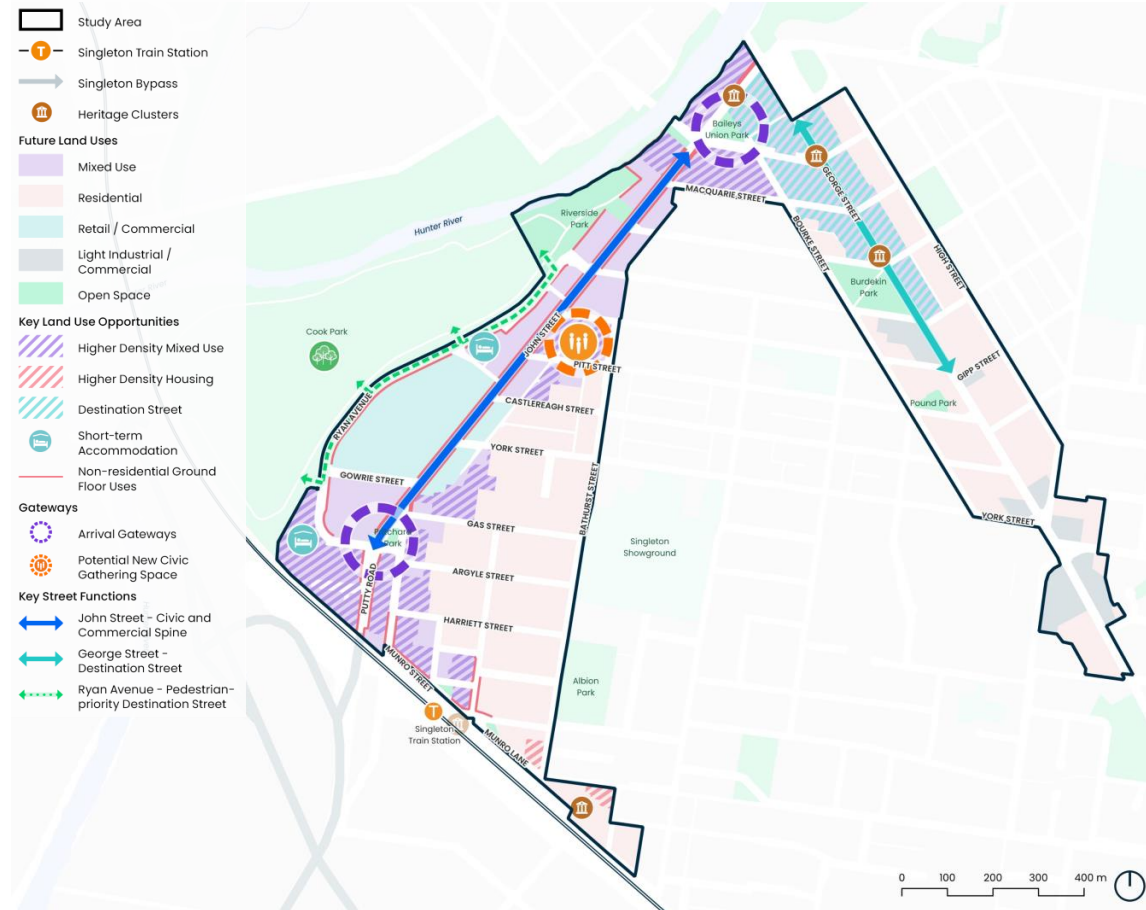 Study Area
Singleton Train Station
Singleton Bypass
Heritage Clusters
Future Land Uses
Mixed Use
Residential
Retail / Commercial
Light Industrial /
Commercial
Open Space
Key Land Use Opportunities
Higher Density Mixed Use
Higher Density Housing
Destination Street
Short-term
Accommodation
Non-residential Ground
Floor Uses
Gateways
Arrival Gateways
Potential New Civic
Gathering Space
Key Street Functions
John Street - Civic and
Commercial Spine
George Street -
Destination Street
Ryan Avenue - Pedestrian-
priority Destination Street
T
Baileys
Union Park
MACQUARIE STREET
GEORGE STREET
BOURKE STREET
HIGH STREET
Burdekin
Park
GIPP STREET
Pound Park
YORK STREET
Hunter River
Riverside
Park
Cook Park
JOHN STREET
PITT STREET
RYAN AVENUE
CASTLEREAGH STREET
YORK STREET
GOWRIE STREET
BATHURST STREET
GAS STREET
Park
Singleton
Showground
ARGYLE STREET
PUTTY ROAD
HARRIETT STREET
MUNRO STREET
Albion
Park
T
Singleton
Train Station
MUNRO LANE
0 100 200 300 400 m